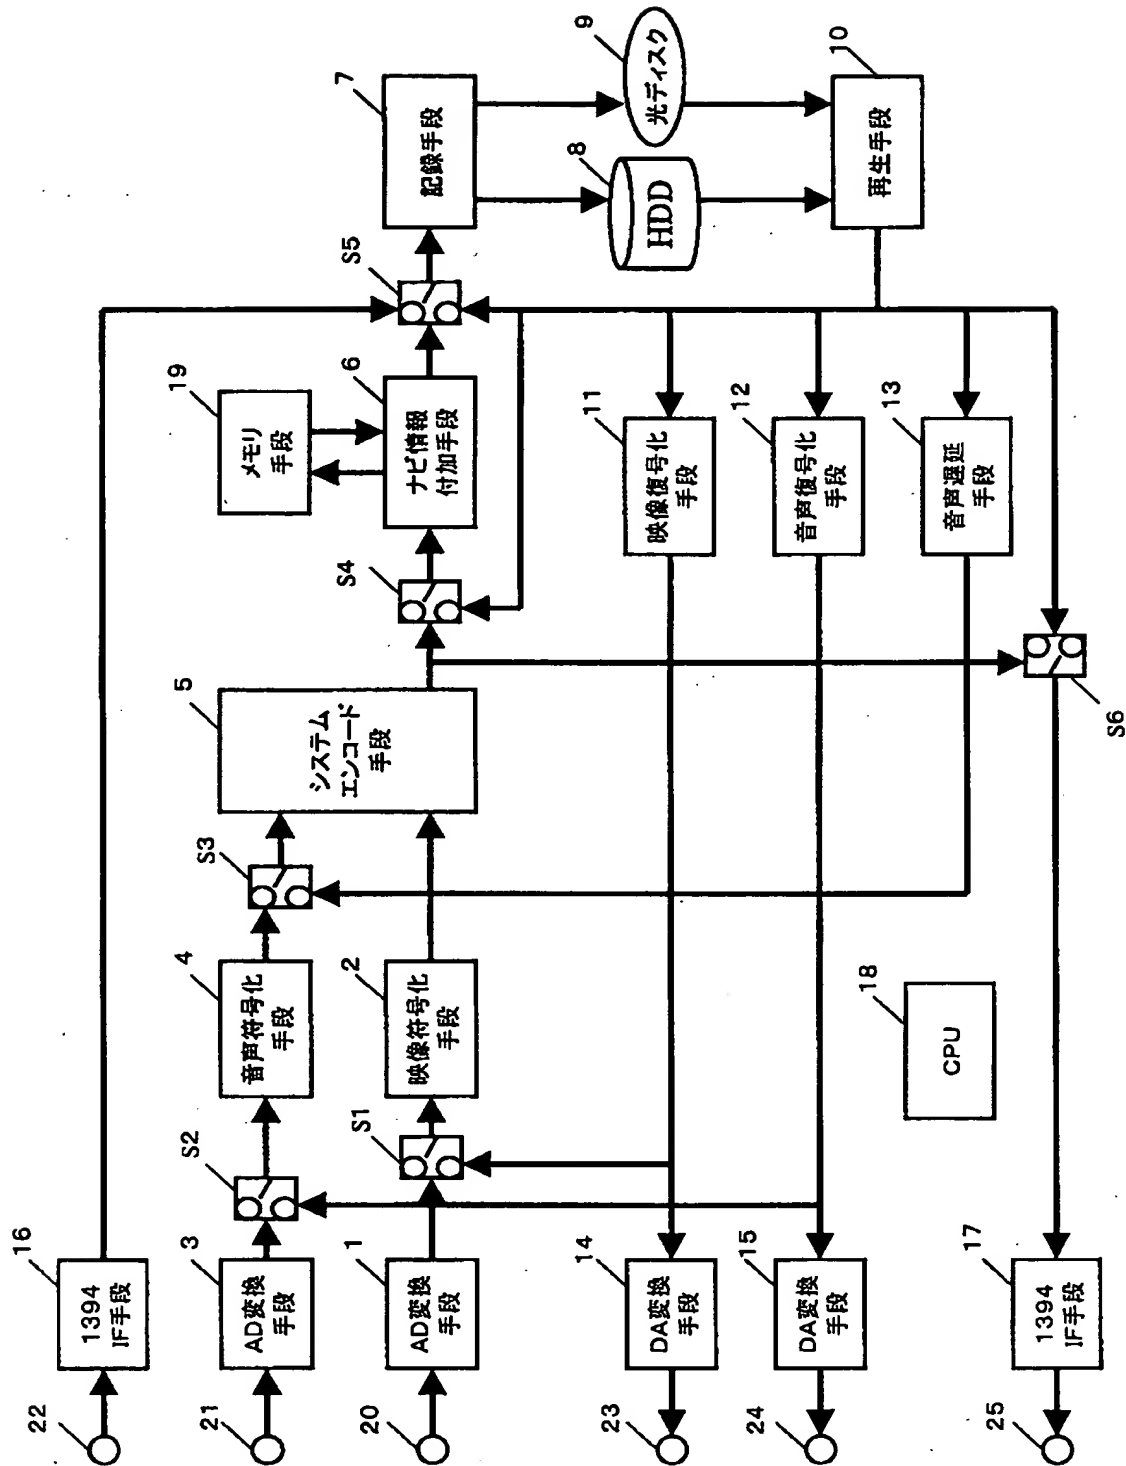 22
16
1394
IF手段
21
3
AD変換
手段
S2
4
音声符号化
手段
S3
5
システム
エンコード
手段
19
メモリ
手段
20
1
AD変換
手段
S1
2
映像符号化
手段
S4
6
ナビ情報
付加手段
S5
7
記録手段
8
HDD
9
光ディスク
23
14
DA変換
手段
11
映像復号化
手段
24
15
DA変換
手段
12
音声復号化
手段
10
再生手段
18
CPU
13
音声遅延
手段
25
17
1394
IF手段
S6